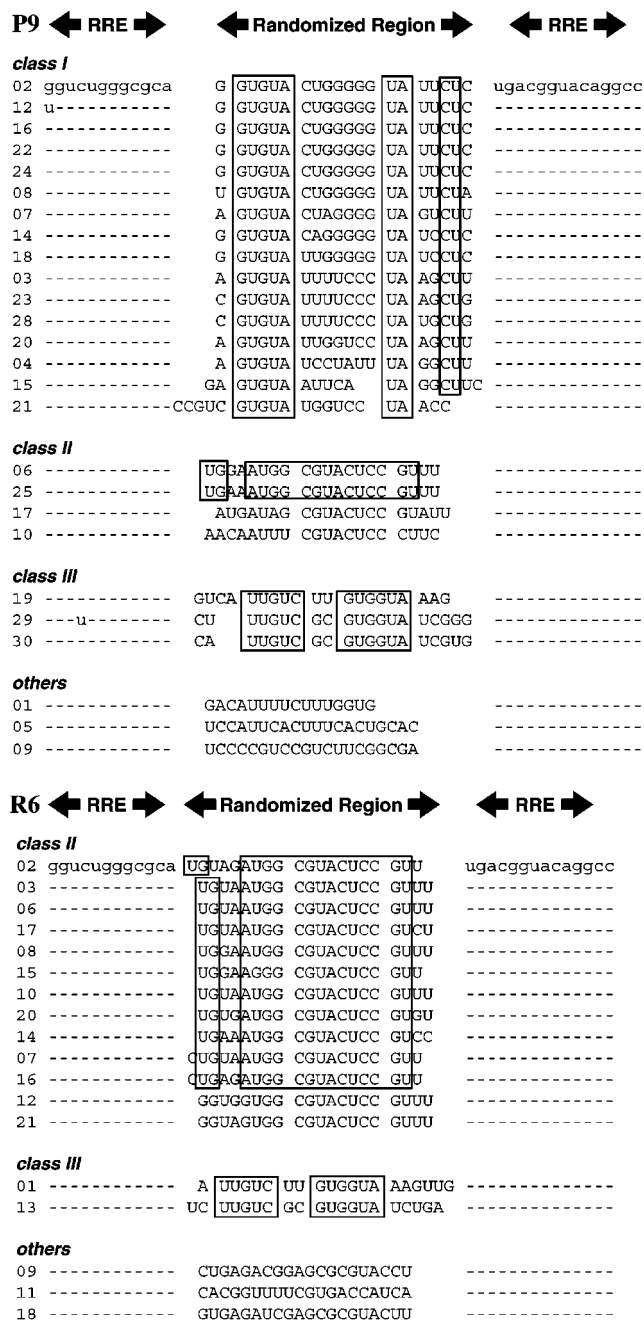 P9 RRE Randomized Region RRE
class I
02 ggucugggcgca G GUGUA CUGGGGG UA UUCUC ugacgguacaggcc
12 u----------- G GUGUA CUGGGGG UA UUCUC --------------
16 ------------ G GUGUA CUGGGGG UA UUCUC --------------
22 ------------ G GUGUA CUGGGGG UA UUCUC --------------
24 ------------ G GUGUA CUGGGGG UA UUCUC --------------
08 ------------ U GUGUA CUGGGGG UA UUCUA --------------
07 ------------ A GUGUA CUAGGGG UA GUCUU --------------
14 ------------ G GUGUA CAGGGGG UA UCCUC --------------
18 ------------ G GUGUA UUGGGGG UA UCCUC --------------
03 ------------ A GUGUA UUUUCCC UA AGCUU --------------
23 ------------ C GUGUA UUUUCCC UA AGCUG --------------
28 ------------ C GUGUA UUUUCCC UA UGCUG --------------
20 ------------ A GUGUA UUGGUCC UA AGCUU --------------
04 ------------ A GUGUA UCCUAUU UAGGCUU --------------
15 ------------ GA GUGUA AUUCA UA GGCUUC --------------
21 ------------ CCGUC GUGUA UGGUCC UA ACC --------------
class II
06 ------------ UGGAAUGG CGUACUCC GUUU --------------
25 ------------ UGAAAUGG CGUACUCC GUUU --------------
17 ------------ AUGAUAG CGUACUCC GUAUU --------------
10 ------------ AACAAUUU CGUACUCC CUUC --------------
class III
19 ------------ GUCA UUGUC UU GUGGUA AAG --------------
29 ---u-------- CU UUGUC GC GUGGUA UCGGG --------------
30 ------------ CA UUGUC GC GUGGUA UCGUG --------------
others
01 ------------ GACAUUUUCUUUGGUG --------------
05 ------------ UCCAUUCACUUUCACUGCAC --------------
09 ------------ UCCCCGUCCGUCUUCGGCGA --------------
R6 RRE Randomized Region RRE
class II
02 ggucugggcgca UGUAGAUGG CGUACUCC GUU ugacgguacaggcc
03 ------------ UGUAAUGG CGUACUCC GUUU --------------
06 ------------ UGUAAUGG CGUACUCC GUUU --------------
17 ------------ UGUAAUGG CGUACUCC GUCU --------------
08 ------------ UGGAAUGG CGUACUCC GUUU --------------
15 ------------ UGGAAGGG CGUACUCC GUU --------------
10 ------------ UGUAAUGG CGUACUCC GUUU --------------
20 ------------ UGUGAUGG CGUACUCC GUGU --------------
14 ------------ UGAAAUGG CGUACUCC GUCC --------------
07 ------------ CUGUAAUGG CGUACUCC GUU --------------
16 ------------ CUGAGAUGG CGUACUCC GUU --------------
12 ------------ GGUGGUGG CGUACUCC GUUU --------------
21 ------------ GGUAGUGG CGUACUCC GUUU --------------
class III
01 ------------ A UUGUC UU GUGGUA AAGUUG --------------
13 ------------ UC UUGUC GC GUGGUA UCUGA --------------
others
09 ------------ CUGAGACGGAGCGCGUACCU --------------
11 ------------ CACGGUUUUCGUGACCAUCA --------------
18 ------------ GUGAGAUCGAGCGCGUACUU --------------